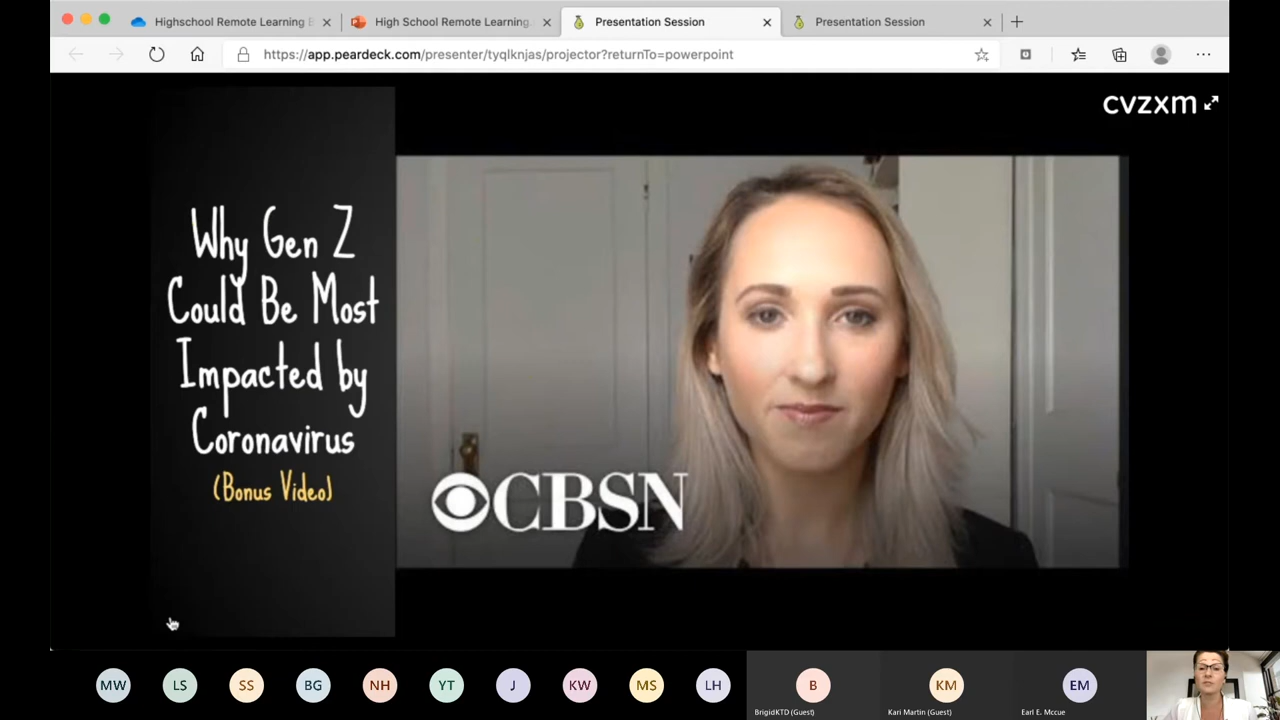 Highschool Remote Learning B
High School Remote Learning.
Presentation Session
Presentation Session
https://app.peardeck.com/presenter/tyqlknjas/projector?returnTo=powerpoint
cvzxm
Why Gen Z
Could Be Most
Impacted by
Coronavirus
(Bonus Video)
CBSN
MW
LS
SS
BG
NH
YT
J
KW
MS
LH
B
KM
EM
BrigidKTD (Guest)
Kari Martin (Guest)
Earl E. Mccue